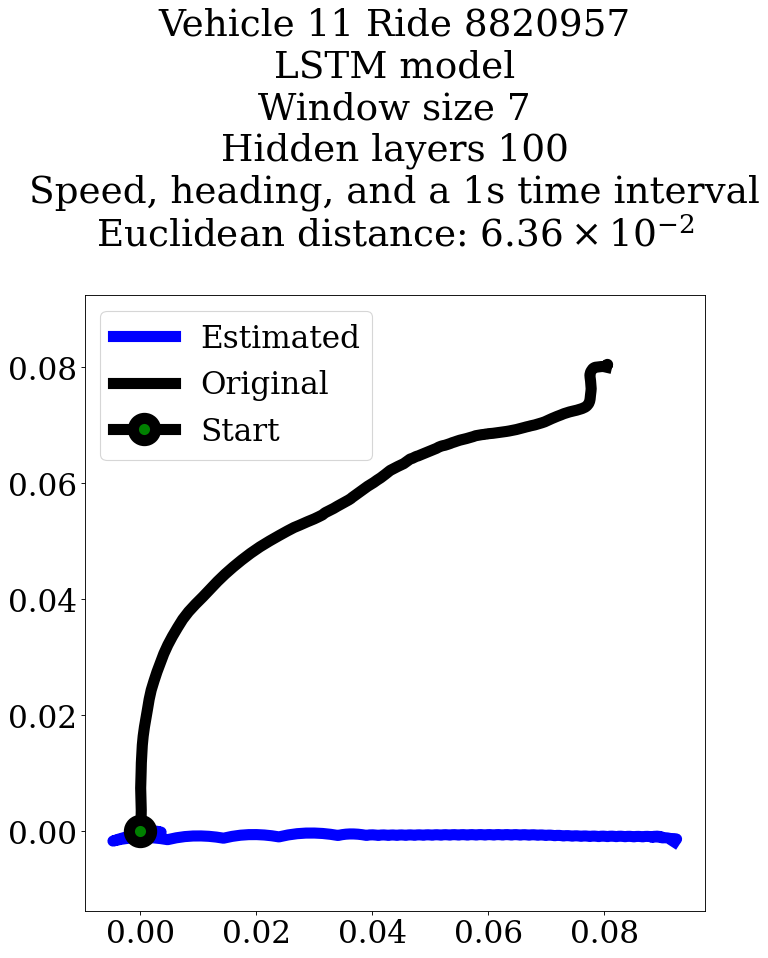 Vehicle 11 Ride 8820957
LSTM model
Window size 7
Hidden layers 100
Speed, heading, and a 1s time interval
Euclidean distance: 6.36 × 10⁻²
Estimated
Original
Start
0.08
0.06
0.04
0.02
0.00
0.00 0.02 0.04 0.06 0.08